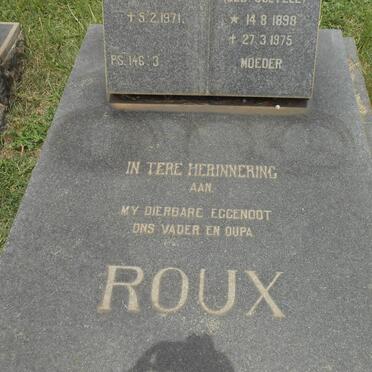 + 5.2.1971.
PS. 146:3
* 14·8·1898
+ 27·3·1975
MOEDER
IN TERE HERINNERING
AAN
MY DIERBARE EGGENOOT
ONS VADER EN OUPA
ROUX